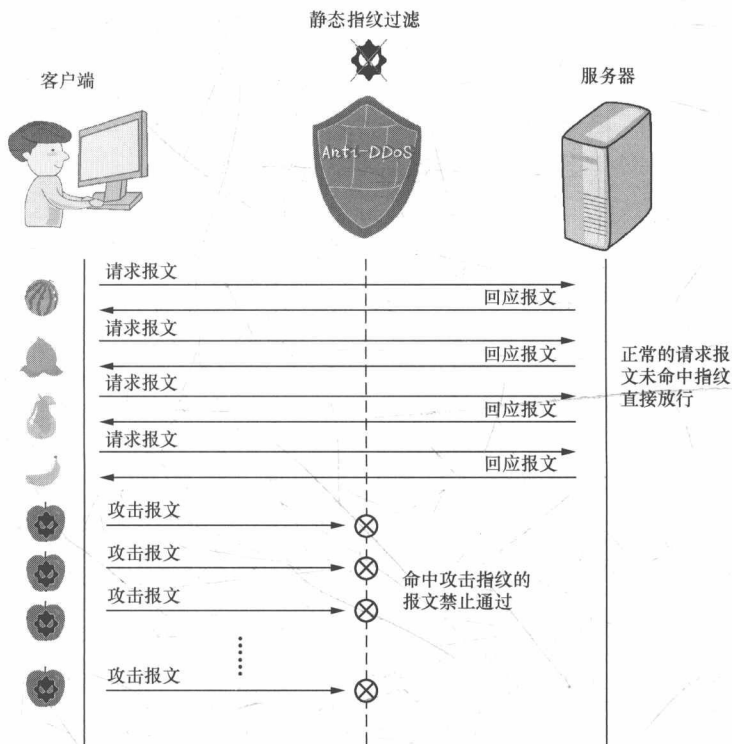 静态指纹过滤
客户端
服务器
Anti-DDoS
请求报文
回应报文
请求报文
回应报文
请求报文
回应报文
请求报文
回应报文
正常的请求报
文未命中指纹
直接放行
攻击报文
攻击报文
攻击报文
命中攻击指纹的
报文禁止通过
攻击报文